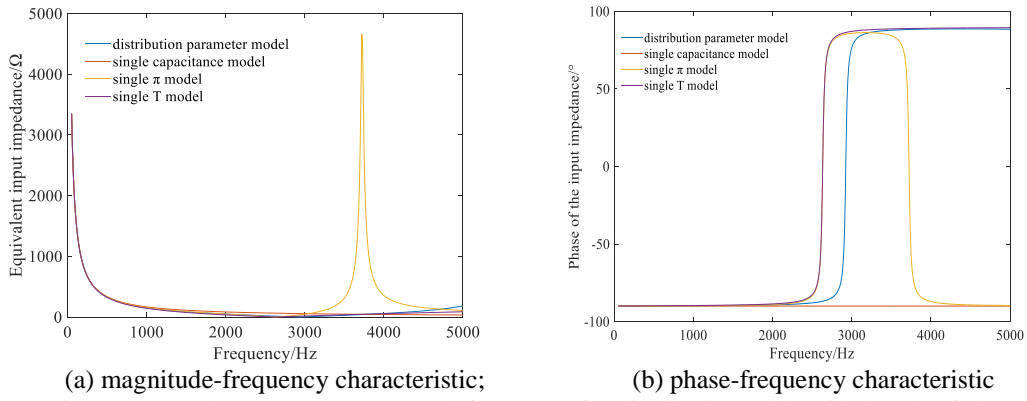 5000
4000
3000
2000
1000
0
0
1000
2000
3000
4000
5000
Equivalent input impedance/Ω
Frequency/Hz
distribution parameter model
single capacitance model
single π model
single T model
(a) magnitude-frequency characteristic;
100
50
0
-50
-100
0
1000
2000
3000
4000
5000
Phase of the input impedance/°
Frequency/Hz
distribution parameter model
single capacitance model
single π model
single T model
(b) phase-frequency characteristic